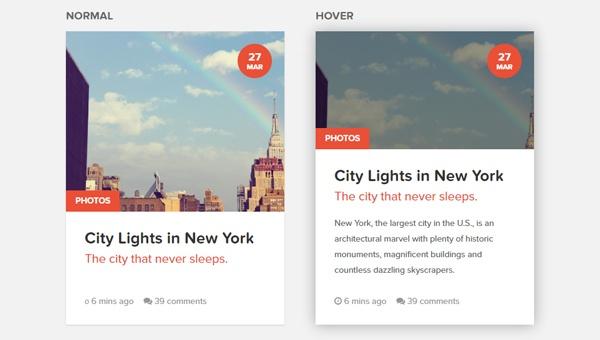 NORMAL
27
MAR
PHOTOS
City Lights in New York
The city that never sleeps.
6 mins ago
39 comments
HOVER
27
MAR
PHOTOS
City Lights in New York
The city that never sleeps.
New York, the largest city in the U.S., is an
architectural marvel with plenty of historic
monuments, magnificent buildings and
countless dazzling skyscrapers.
6 mins ago
39 comments